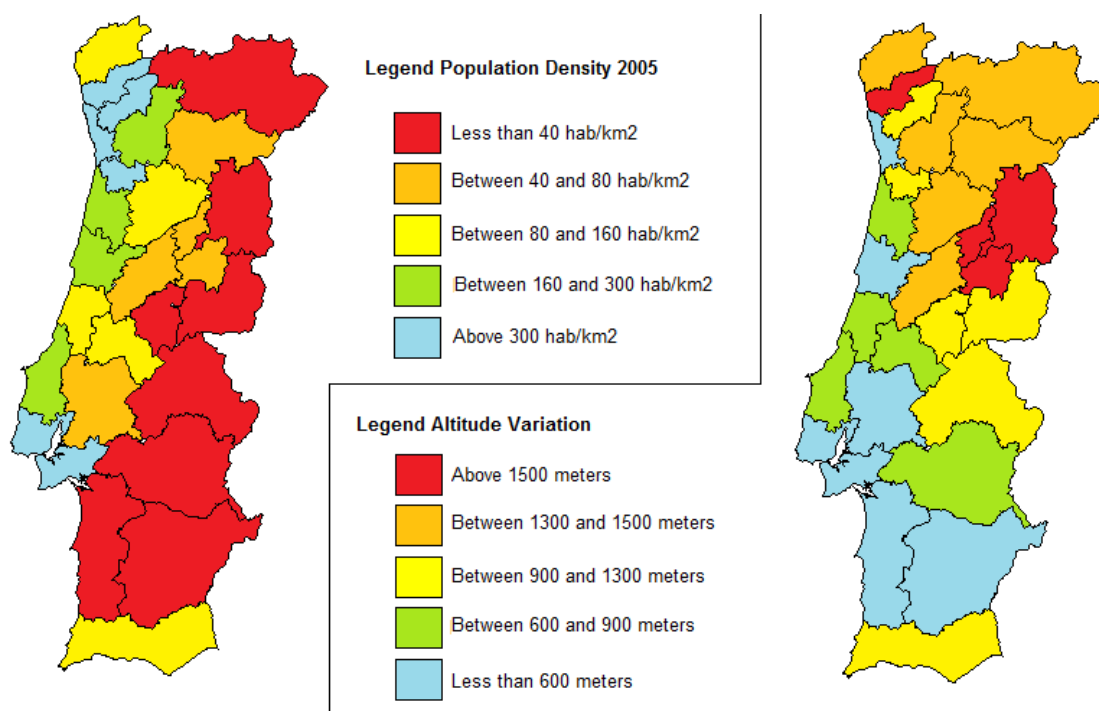 Legend Population Density 2005
Less than 40 hab/km2
Between 40 and 80 hab/km2
Between 80 and 160 hab/km2
Between 160 and 300 hab/km2
Above 300 hab/km2
Legend Altitude Variation
Above 1500 meters
Between 1300 and 1500 meters
Between 900 and 1300 meters
Between 600 and 900 meters
Less than 600 meters